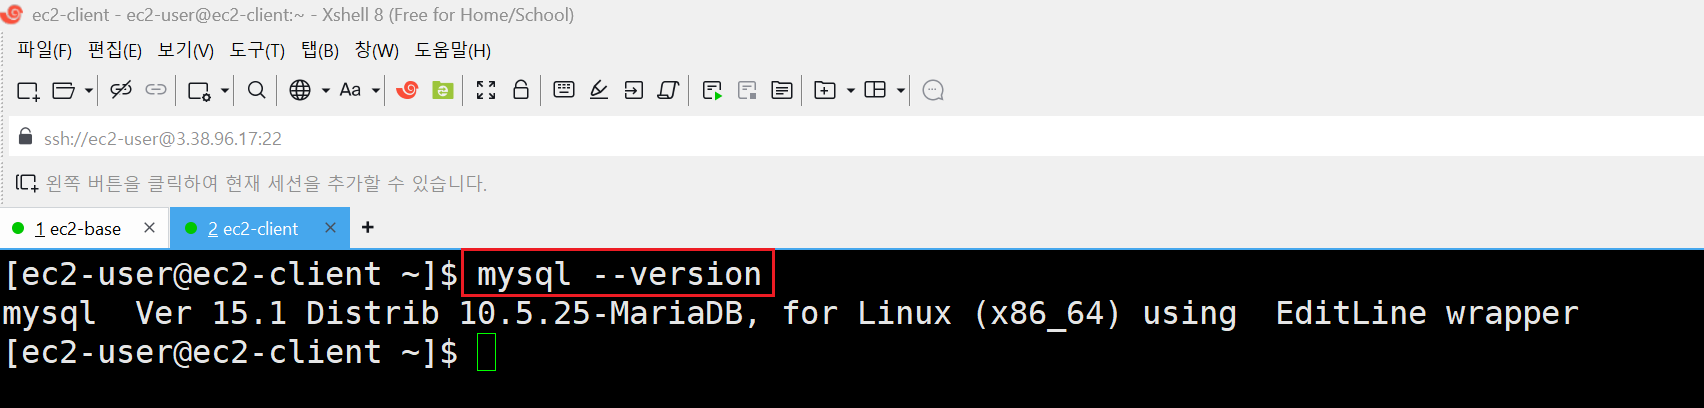 ec2-client - ec2-user@ec2-client:~ - Xshell 8 (Free for Home/School)
파일(F) 편집(E) 보기(V) 도구(T) 탭(B) 창(W) 도움말(H)
Aa
ssh://ec2-user@3.38.96.17:22
왼쪽 버튼을 클릭하여 현재 세션을 추가할 수 있습니다.
1 ec2-base × 2 ec2-client × +
[ec2-user@ec2-client ~]$ mysql --version
mysql  Ver 15.1 Distrib 10.5.25-MariaDB, for Linux (x86_64) using  EditLine wrapper
[ec2-user@ec2-client ~]$